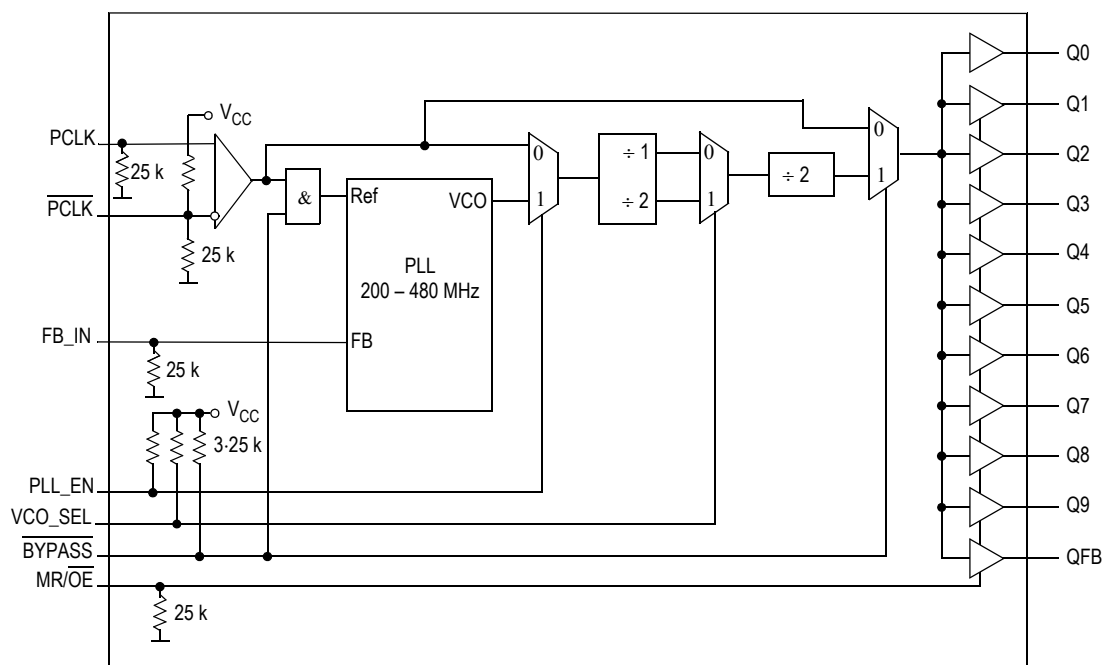 Q0
V_CC
Q1
PCLK
0
0
÷ 1
0
Q2
25 k
÷ 2
&
Ref
VCO
1
÷ 2
1
1
PCLK
Q3
25 k
PLL
200 – 480 MHz
Q4
Q5
FB_IN
FB
Q6
25 k
V_CC
Q7
3·25 k
Q8
PLL_EN
Q9
VCO_SEL
BYPASS
QFB
MR/OE
25 k